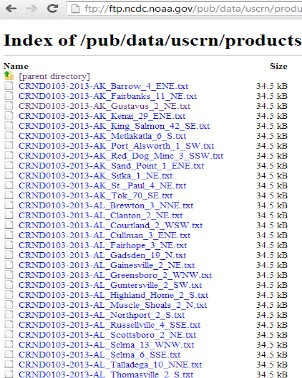 ftp://ftp.ncdc.noaa.gov/pub/data/uscrn/produ
Index of /pub/data/uscrn/products
Name Size
[parent directory]
CRND0103-2013-AK_Barrow_4_ENE.txt 34.5 kB
CRND0103-2013-AK_Fairbanks_11_NE.txt 34.5 kB
CRND0103-2013-AK_Gustavus_2_NE.txt 34.5 kB
CRND0103-2013-AK_Kenai_29_ENE.txt 34.5 kB
CRND0103-2013-AK_King_Salmon_42_SE.txt 34.5 kB
CRND0103-2013-AK_Metlakatla_6_S.txt 34.5 kB
CRND0103-2013-AK_Port_Alsworth_1_SW.txt 34.5 kB
CRND0103-2013-AK_Red_Dog_Mine_3_SSW.txt 34.5 kB
CRND0103-2013-AK_Sand_Point_1_ENE.txt 34.5 kB
CRND0103-2013-AK_Sitka_1_NE.txt 34.5 kB
CRND0103-2013-AK_St._Paul_4_NE.txt 34.5 kB
CRND0103-2013-AK_Tok_70_SE.txt 34.5 kB
CRND0103-2013-AL_Brewton_3_NNE.txt 34.5 kB
CRND0103-2013-AL_Clanton_2_NE.txt 34.5 kB
CRND0103-2013-AL_Courtland_2_WSW.txt 34.5 kB
CRND0103-2013-AL_Cullman_3_ENE.txt 34.5 kB
CRND0103-2013-AL_Fairhope_3_NE.txt 34.5 kB
CRND0103-2013-AL_Gadsden_19_N.txt 34.5 kB
CRND0103-2013-AL_Gainesville_2_NE.txt 34.5 kB
CRND0103-2013-AL_Greensboro_2_WNW.txt 34.5 kB
CRND0103-2013-AL_Guntersville_2_SW.txt 34.5 kB
CRND0103-2013-AL_Highland_Home_2_S.txt 34.5 kB
CRND0103-2013-AL_Muscle_Shoals_2_N.txt 34.5 kB
CRND0103-2013-AL_Northport_2_S.txt 34.5 kB
CRND0103-2013-AL_Russellville_4_SSE.txt 34.5 kB
CRND0103-2013-AL_Scottsboro_2_NE.txt 34.5 kB
CRND0103-2013-AL_Selma_13_WNW.txt 34.5 kB
CRND0103-2013-AL_Selma_6_SSE.txt 34.5 kB
CRND0103-2013-AL_Talladega_10_NNE.txt 34.5 kB
CRND0103-2013-AL_Thomasville_2_S.txt 34.5 kB